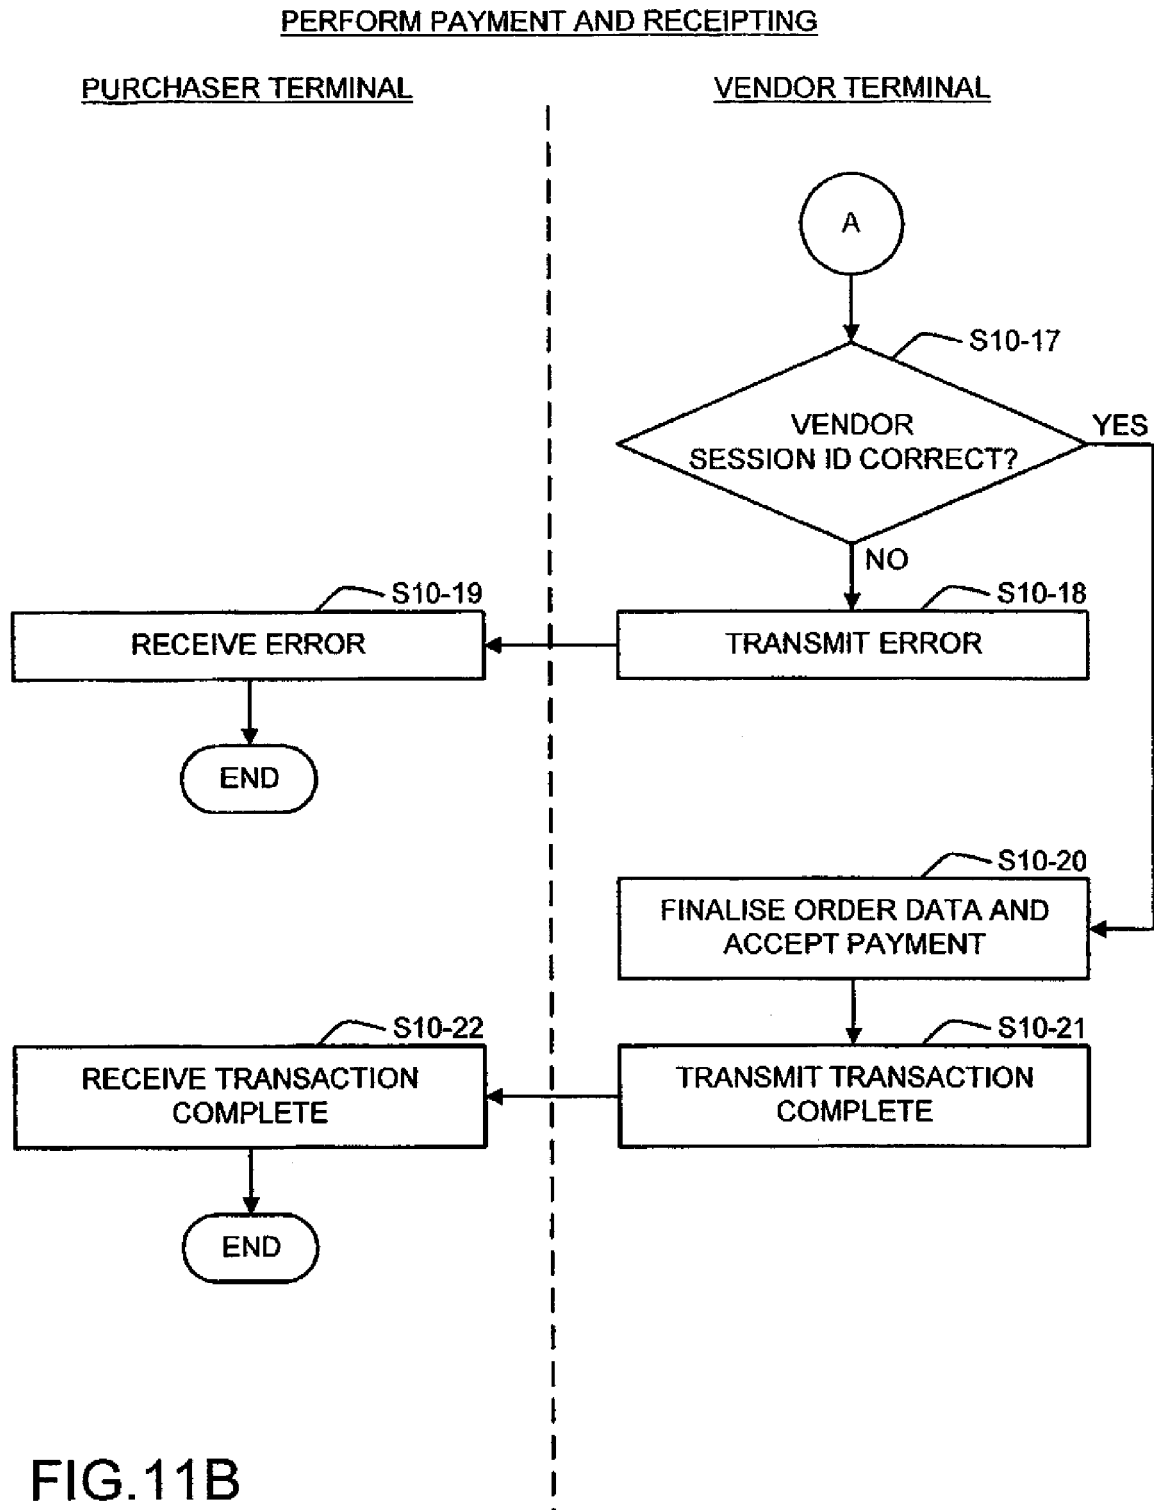 PERFORM PAYMENT AND RECEIPTING
PURCHASER TERMINAL
VENDOR TERMINAL
A
S10-17
VENDOR
SESSION ID CORRECT?
YES
NO
S10-19
RECEIVE ERROR
S10-18
TRANSMIT ERROR
END
S10-20
FINALISE ORDER DATA AND
ACCEPT PAYMENT
S10-22
RECEIVE TRANSACTION
COMPLETE
S10-21
TRANSMIT TRANSACTION
COMPLETE
END
FIG.11B